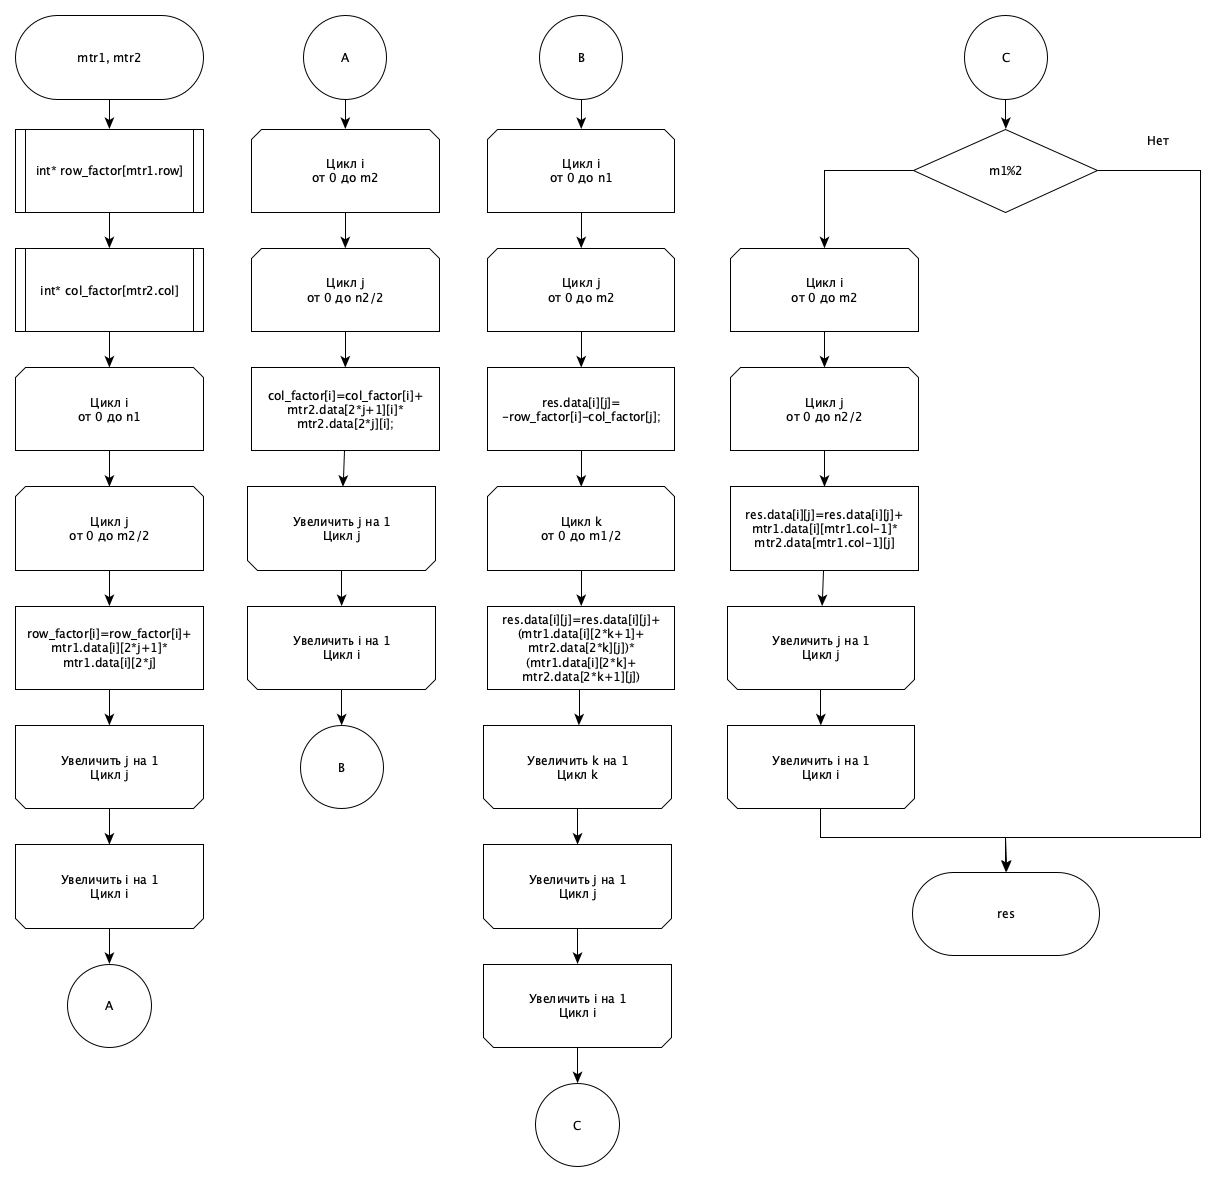 mtr1, mtr2
int* row_factor[mtr1.row]
int* col_factor[mtr2.col]
Цикл i
от 0 до n1
Цикл j
от 0 до m2/2
row_factor[i]=row_factor[i]+
mtr1.data[i][2*j+1]*
mtr1.data[i][2*j]
Увеличить j на 1
Цикл j
Увеличить i на 1
Цикл i
A
A
Цикл i
от 0 до m2
Цикл j
от 0 до n2/2
col_factor[i]=col_factor[i]+
mtr2.data[2*j+1][i]*
mtr2.data[2*j][i];
Увеличить j на 1
Цикл j
Увеличить i на 1
Цикл i
B
B
Цикл i
от 0 до n1
Цикл j
от 0 до m2
res.data[i][j]=
-row_factor[i]-col_factor[j];
Цикл k
от 0 до m1/2
res.data[i][j]=res.data[i][j]+
(mtr1.data[i][2*k+1]+
mtr2.data[2*k][j])*
(mtr1.data[i][2*k]+
mtr2.data[2*k+1][j])
Увеличить k на 1
Цикл k
Увеличить j на 1
Цикл j
Увеличить i на 1
Цикл i
C
C
m1%2
Нет
Цикл i
от 0 до m2
Цикл j
от 0 до n2/2
res.data[i][j]=res.data[i][j]+
mtr1.data[i][mtr1.col-1]*
mtr2.data[mtr1.col-1][j]
Увеличить j на 1
Цикл j
Увеличить i на 1
Цикл i
res